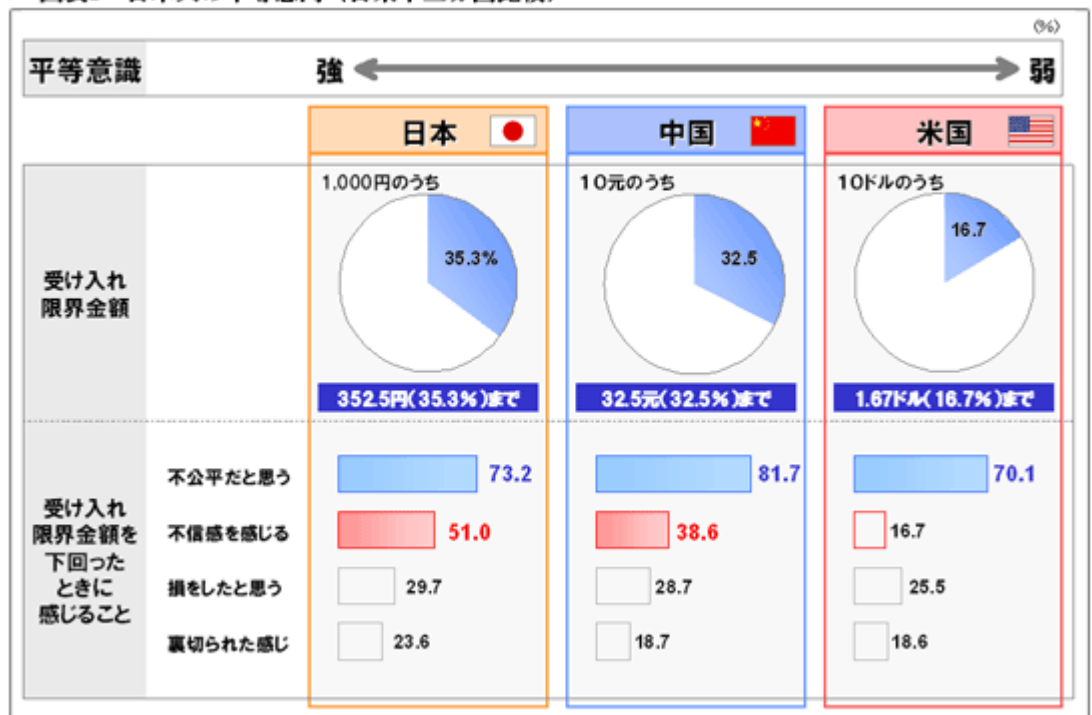 (%)
平等意識 強 弱
日本 中国 米国
1,000円のうち 10元のうち 10ドルのうち
35.3% 32.5 16.7
受け入れ
限界金額
352.5円(35.3%)まで 32.5元(32.5%)まで 1.67ドル(16.7%)まで
受け入れ
限界金額を
下回った
ときに
感じること
不公平だと思う 73.2 81.7 70.1
不信感を感じる 51.0 38.6 16.7
損をしたと思う 29.7 28.7 25.5
裏切られた感じ 23.6 18.7 18.6